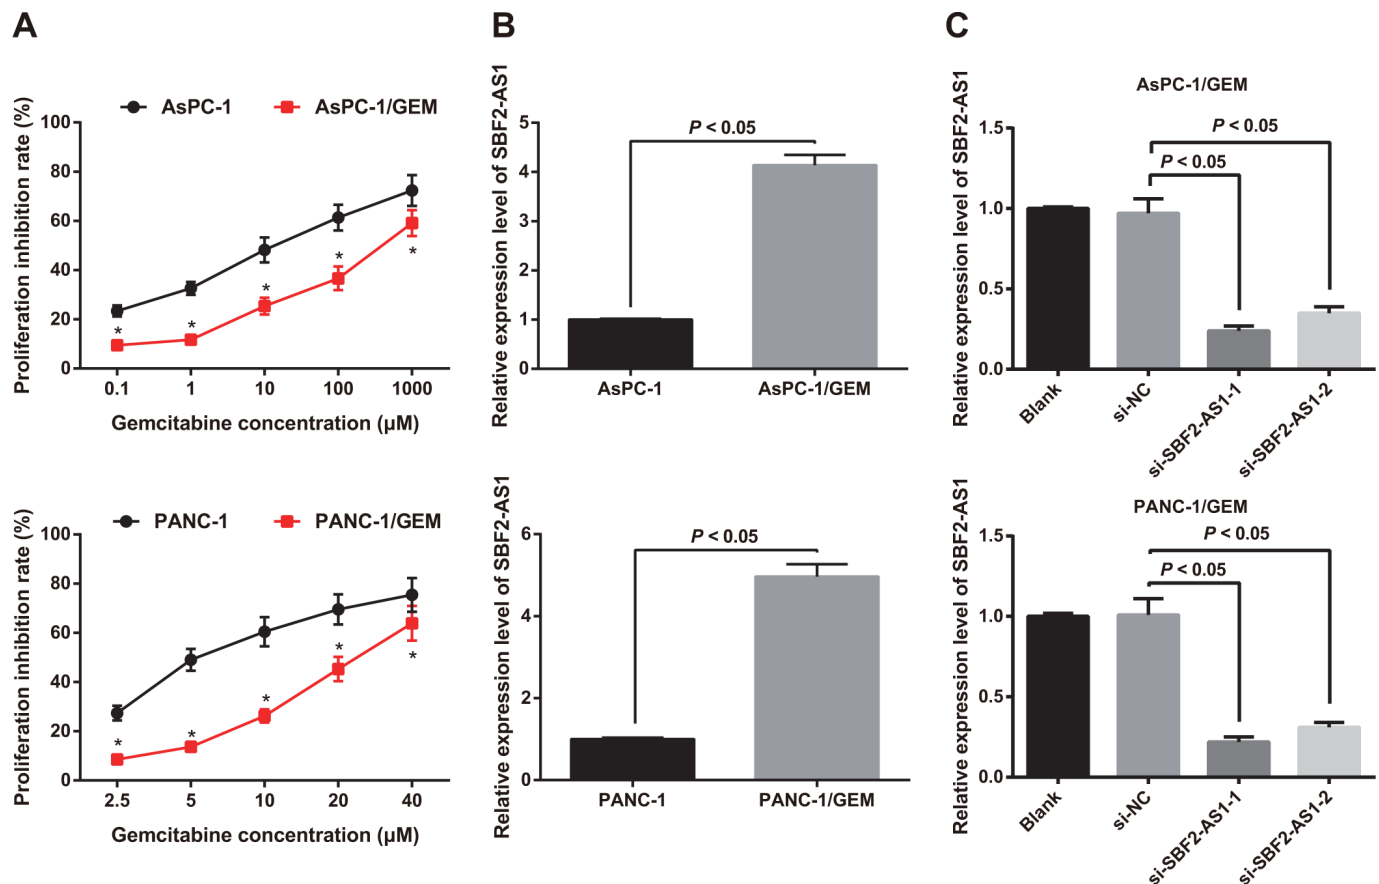 A
AsPC-1
AsPC-1/GEM
Proliferation inhibition rate (%)
100
80
60
40
20
0
0.1
1
10
100
1000
*
*
*
*
*
Gemcitabine concentration (µM)
PANC-1
PANC-1/GEM
Proliferation inhibition rate (%)
100
80
60
40
20
0
2.5
5
10
20
40
*
*
*
*
*
Gemcitabine concentration (µM)
B
Relative expression level of SBF2-AS1
5
4
3
2
1
0
P < 0.05
AsPC-1
AsPC-1/GEM
Relative expression level of SBF2-AS1
6
4
2
0
P < 0.05
PANC-1
PANC-1/GEM
C
AsPC-1/GEM
Relative expression level of SBF2-AS1
1.5
1.0
0.5
0.0
P < 0.05
P < 0.05
Blank
si-NC
si-SBF2-AS1-1
si-SBF2-AS1-2
PANC-1/GEM
Relative expression level of SBF2-AS1
1.5
1.0
0.5
0.0
P < 0.05
P < 0.05
Blank
si-NC
si-SBF2-AS1-1
si-SBF2-AS1-2